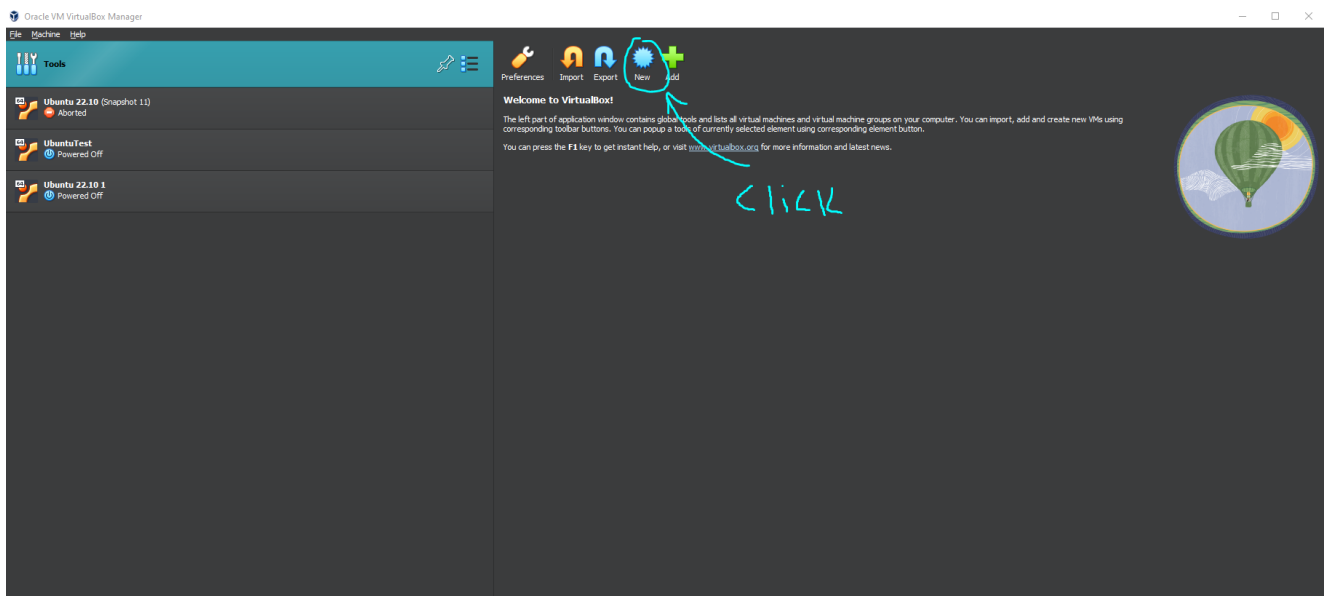 Oracle VM VirtualBox Manager
File Machine Help
Tools
Ubuntu 22.10 (Snapshot 11)
Aborted
UbuntuTest
Powered Off
Ubuntu 22.10 1
Powered Off
Preferences Import Export New Add
Welcome to VirtualBox!
The left part of application window contains global tools and lists all virtual machines and virtual machine groups on your computer. You can import, add and create new VMs using
corresponding toolbar buttons. You can popup a tools of currently selected element using corresponding element button.
You can press the F1 key to get instant help, or visit www.virtualbox.org for more information and latest news.
Click